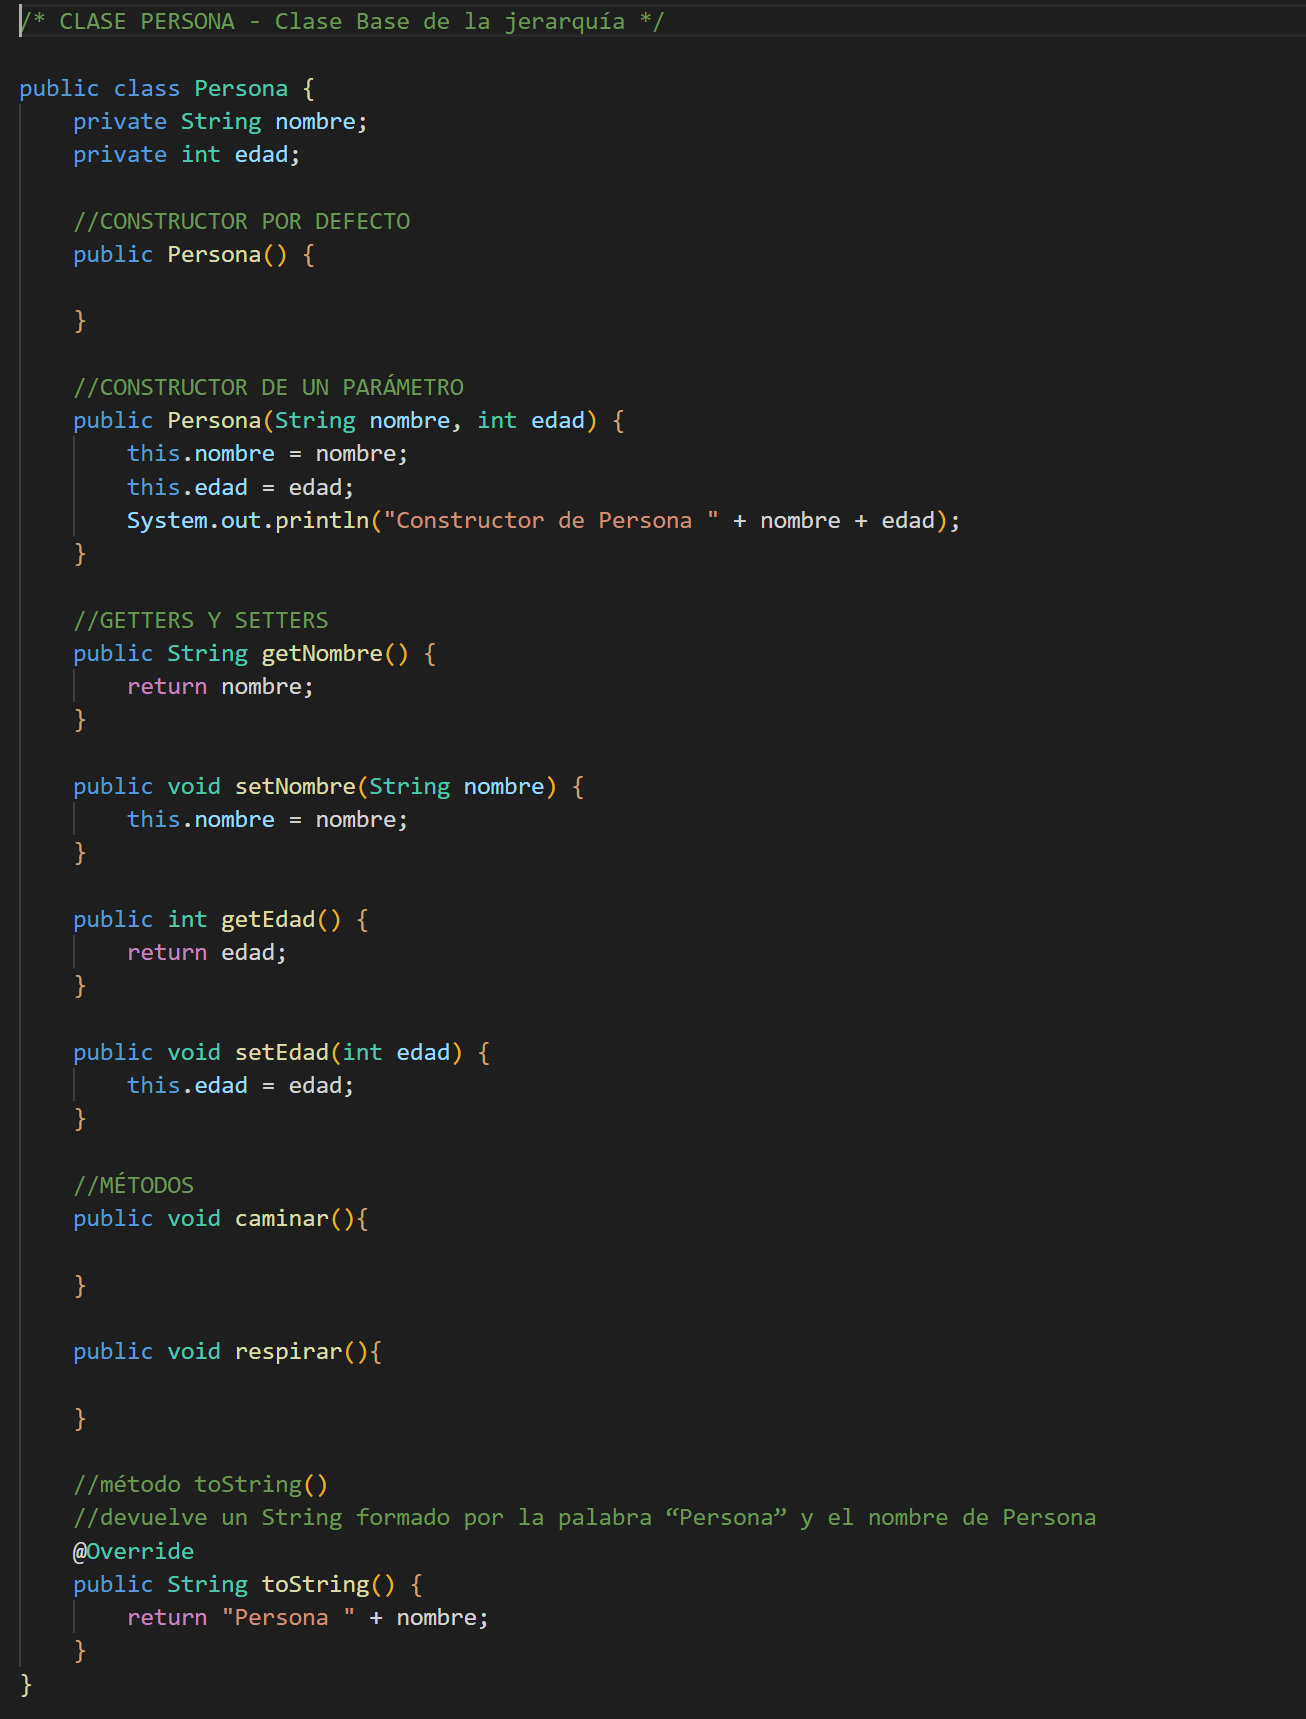 /* CLASE PERSONA - Clase Base de la jerarquía */
public class Persona {
private String nombre;
private int edad;
//CONSTRUCTOR POR DEFECTO
public Persona() {
}
//CONSTRUCTOR DE UN PARÁMETRO
public Persona(String nombre, int edad) {
this.nombre = nombre;
this.edad = edad;
System.out.println("Constructor de Persona " + nombre + edad);
}
//GETTERS Y SETTERS
public String getNombre() {
return nombre;
}
public void setNombre(String nombre) {
this.nombre = nombre;
}
public int getEdad() {
return edad;
}
public void setEdad(int edad) {
this.edad = edad;
}
//MÉTODOS
public void caminar(){
}
public void respirar(){
}
//método toString()
//devuelve un String formado por la palabra “Persona” y el nombre de Persona
@Override
public String toString() {
return "Persona " + nombre;
}
}